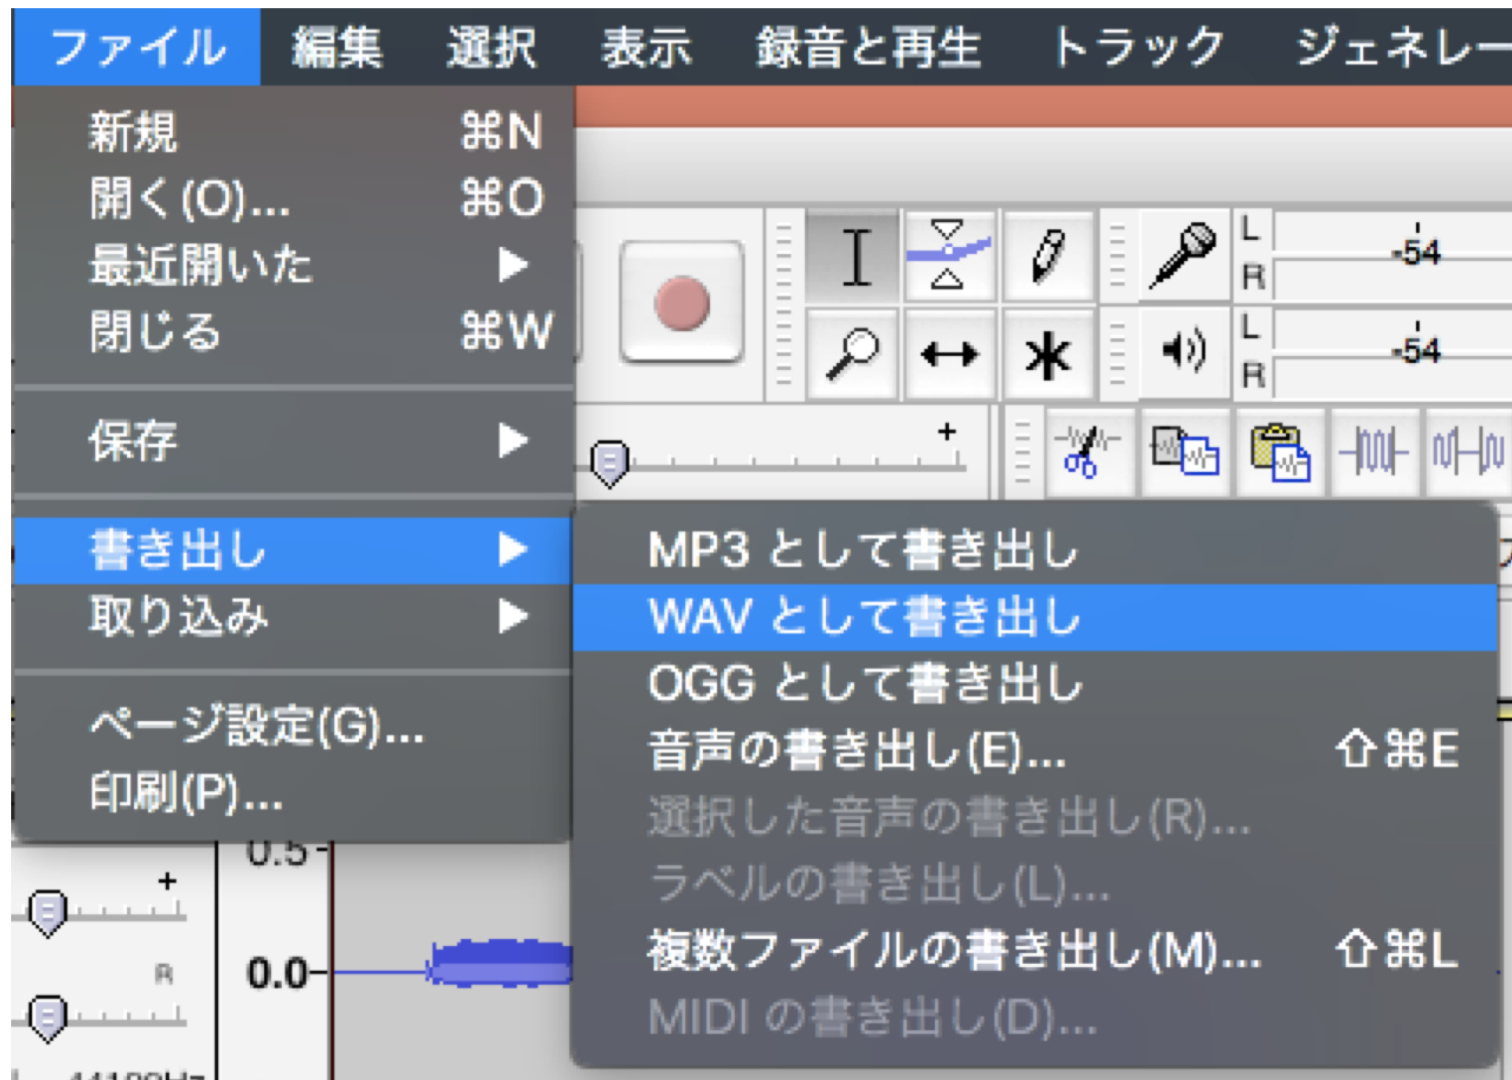 ファイル 編集 選択 表示 録音と再生 トラック ジェネレー
新規 ⌘N
開く(O)... ⌘O
最近開いた ▶
閉じる ⌘W
保存 ▶
書き出し ▶
取り込み ▶
ページ設定(G)...
印刷(P)...
L
R
-54
L
R
-54
+
MP3 として書き出し
WAV として書き出し
OGG として書き出し
音声の書き出し(E)... ⇧⌘E
選択した音声の書き出し(R)...
ラベルの書き出し(L)...
複数ファイルの書き出し(M)... ⇧⌘L
MIDI の書き出し(D)...
+
R
0.5
0.0
44100Hz